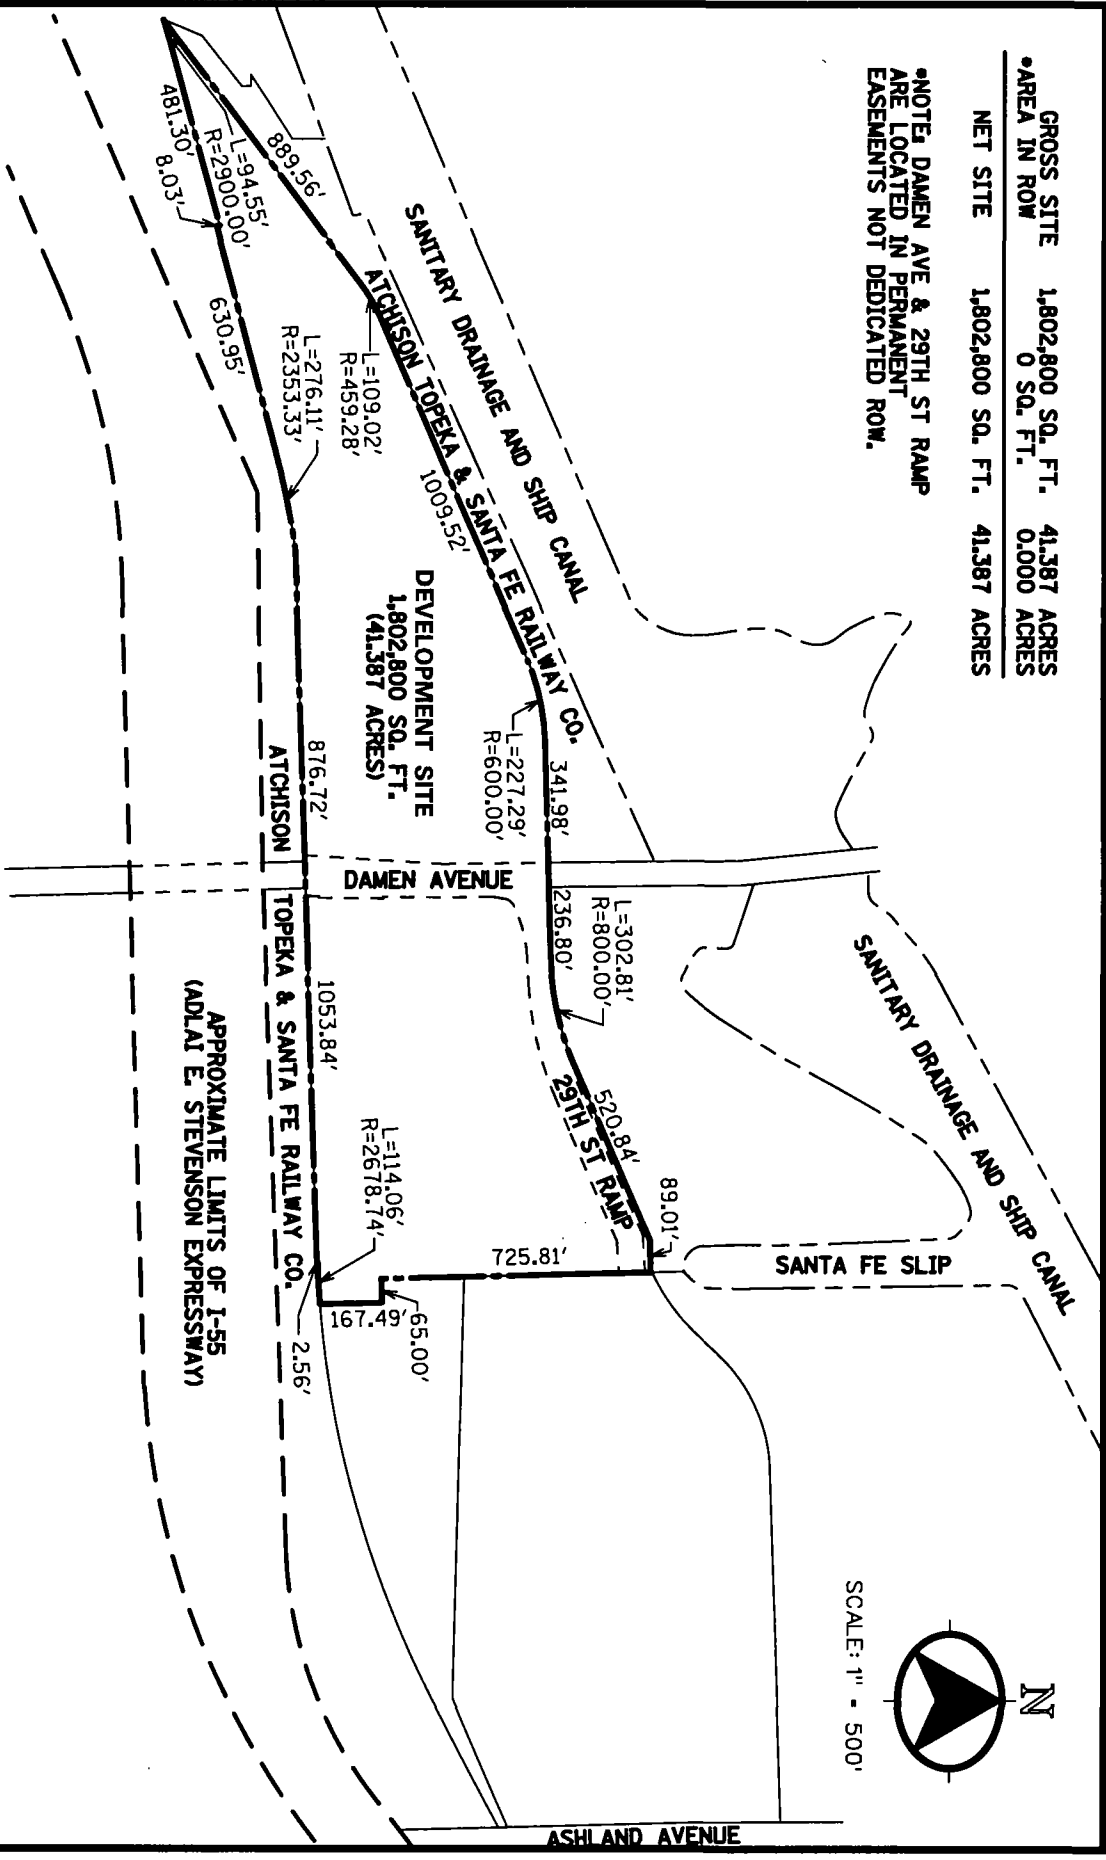 GROSS SITE 1,802,800 SQ. FT. 41.387 ACRES
*AREA IN ROW 0 SQ. FT. 0.000 ACRES
NET SITE 1,802,800 SQ. FT. 41.387 ACRES
*NOTE: DAMEN AVE & 29TH ST RAMP
ARE LOCATED IN PERMANENT
EASEMENTS NOT DEDICATED ROW.
N
SCALE: 1" = 500'
SANITARY DRAINAGE AND SHIP CANAL
SANITARY DRAINAGE AND SHIP CANAL
SANTA FE SLIP
ATCHISON TOPEKA & SANTA FE RAILWAY CO.
889.56'
L=109.02'
R=459.28'
1009.52'
L=227.29'
R=600.00'
341.98'
236.80'
L=302.81'
R=800.00'
520.84'
29TH ST RAMP
89.01'
725.81'
65.00'
167.49'
DEVELOPMENT SITE
1,802,800 SQ. FT.
(41.387 ACRES)
DAMEN AVENUE
L=94.55'
R=2900.00'
481.30'
8.03'
630.95'
L=276.11'
R=2353.33'
876.72'
1053.84'
L=114.06'
R=2678.74'
2.56'
ATCHISON TOPEKA & SANTA FE RAILWAY CO.
APPROXIMATE LIMITS OF I-55
(ADLAI E. STEVENSON EXPRESSWAY)
ASHLAND AVENUE